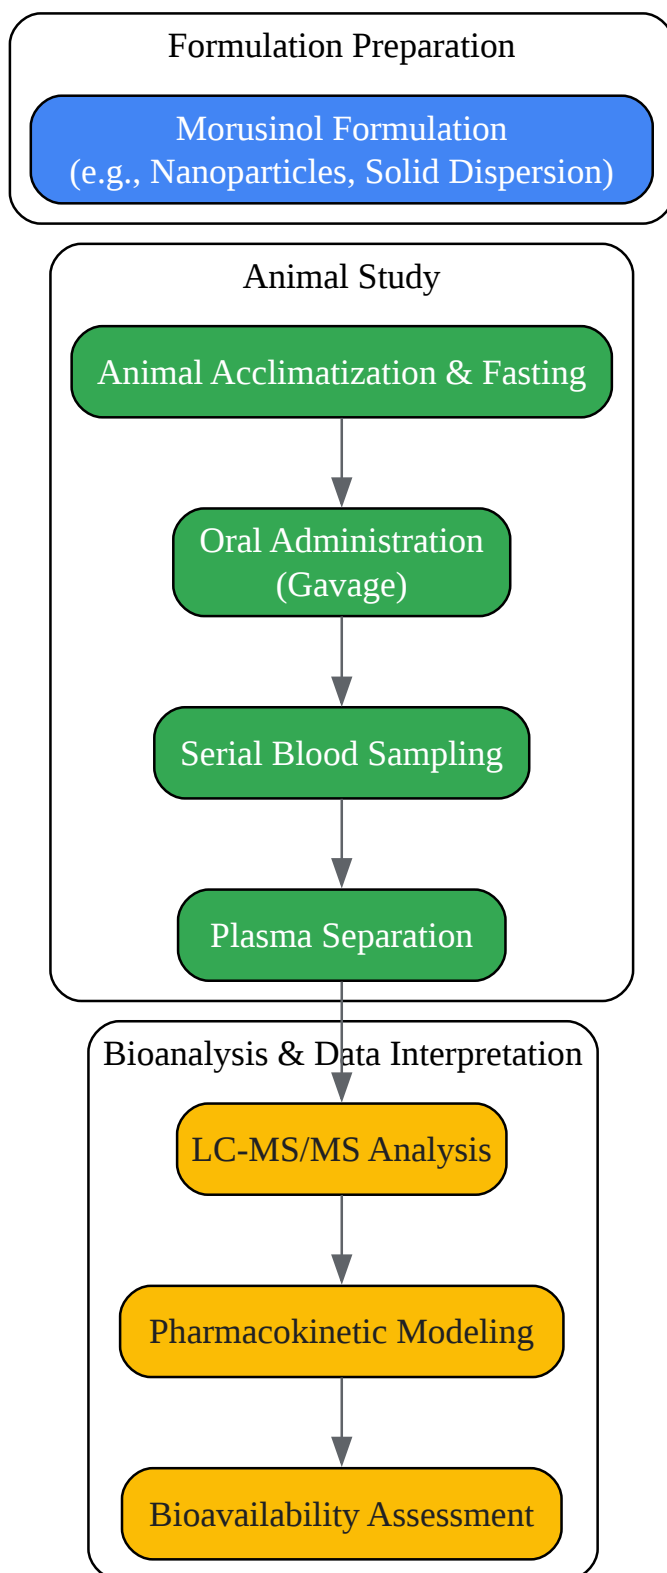 Formulation Preparation
Morusinol Formulation
(e.g., Nanoparticles, Solid Dispersion)
Animal Study
Animal Acclimatization & Fasting
Oral Administration
(Gavage)
Serial Blood Sampling
Plasma Separation
Bioanalysis & Data Interpretation
LC-MS/MS Analysis
Pharmacokinetic Modeling
Bioavailability Assessment